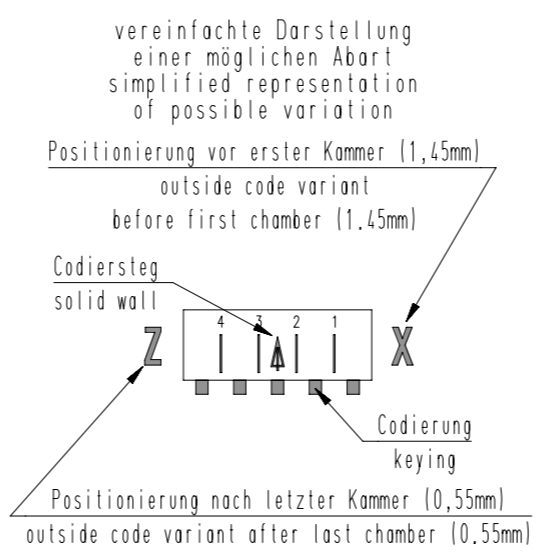 vereinfachte Darstellung
einer möglichen Abart
simplified representation
of possible variation
Positionierung vor erster Kammer (1,45mm)
outside code variant
before first chamber (1,45mm)
Codiersteg
solid wall
4 3 2 1
Z X
Codierung
keying
Positionierung nach letzter Kammer (0,55mm)
outside code variant after last chamber (0,55mm)